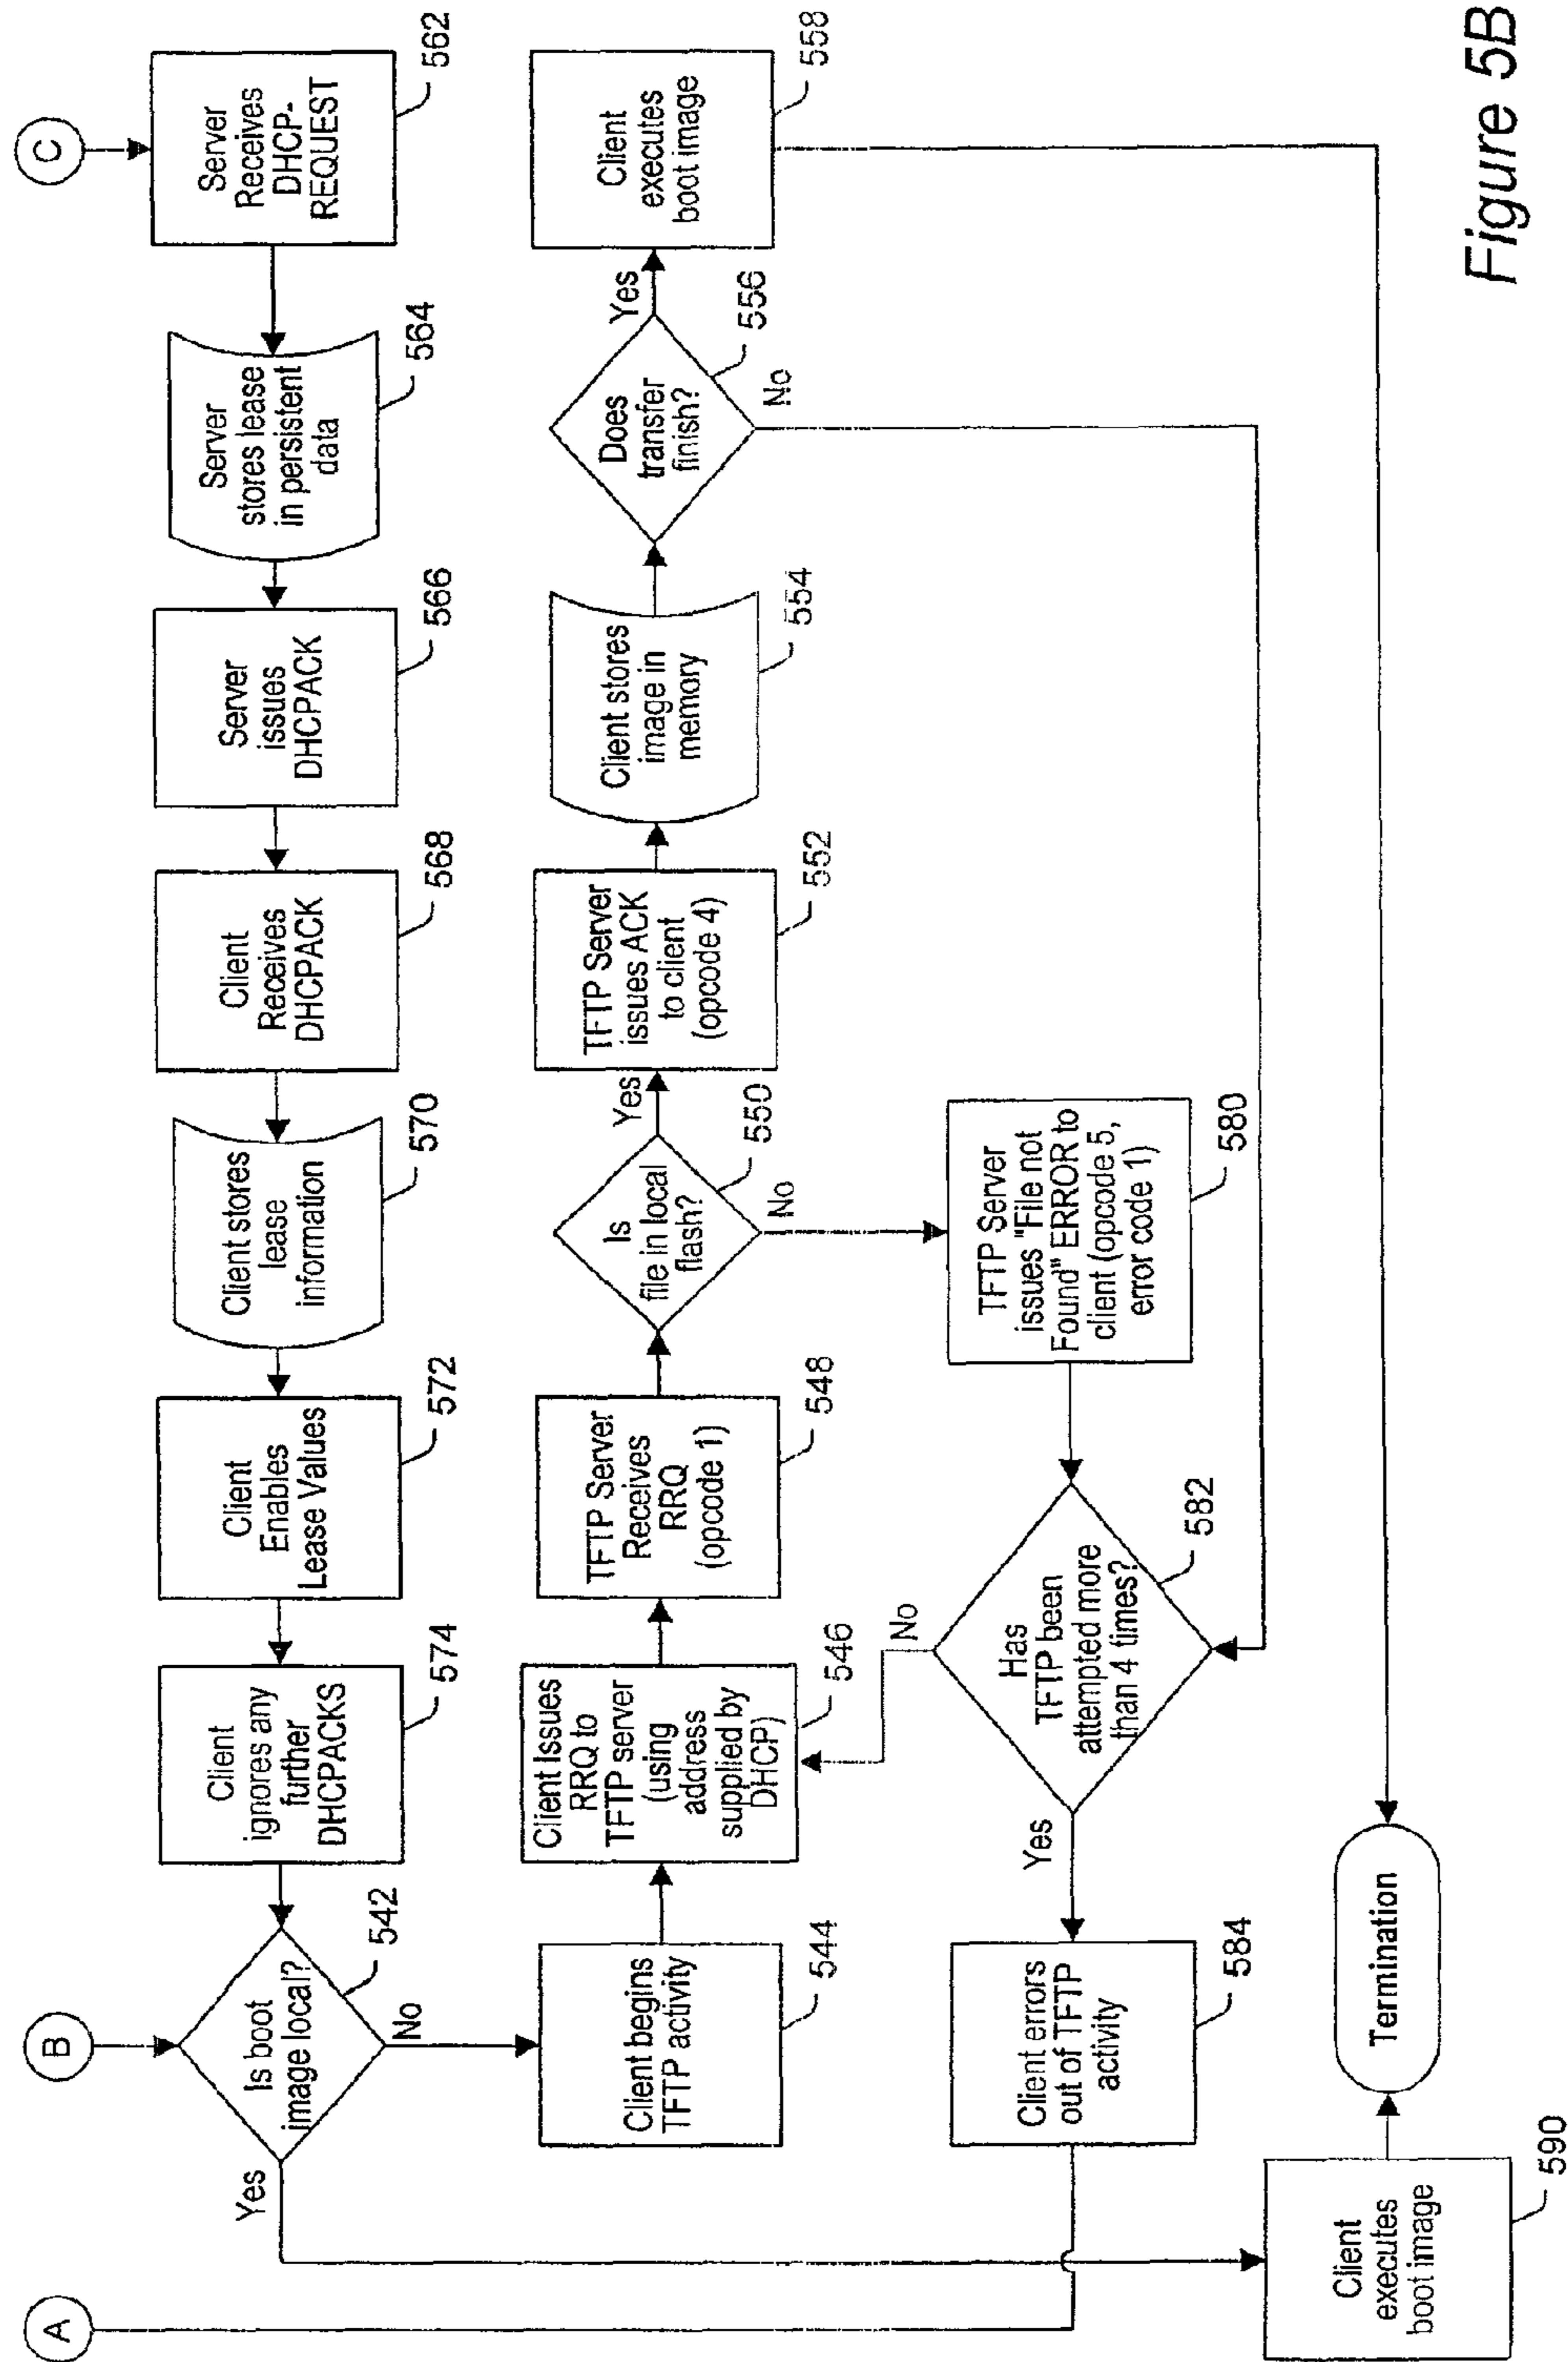 A
B
C
Server
Receives
DHCP-
REQUEST
562
Server
stores lease
in persistent
data
564
Server
issues
DHCPACK
566
Client
Receives
DHCPACK
568
Client stores
lease
information
570
Client
Enables
Lease Values
572
Client
ignores any
further
DHCPACKS
574
Is boot
image local?
542
Yes
No
Client begins
TFTP activity
544
Client Issues
RRQ to
TFTP server
(using
address
supplied by
DHCP)
546
TFTP Server
Receives
RRQ
(opcode 1)
548
Is
file in local
flash?
550
Yes
No
TFTP Server
issues ACK
to client
(opcode 4)
552
Client stores
image in
memory
554
Does
transfer
finish?
556
Yes
No
Client
executes
boot image
558
TFTP Server
issues "File not
Found" ERROR to
client (opcode 5,
error code 1)
580
Has
TFTP been
attempted more
than 4 times?
582
No
Yes
Client errors
out of TFTP
activity
584
Client
executes
boot image
590
Termination
Figure 5B